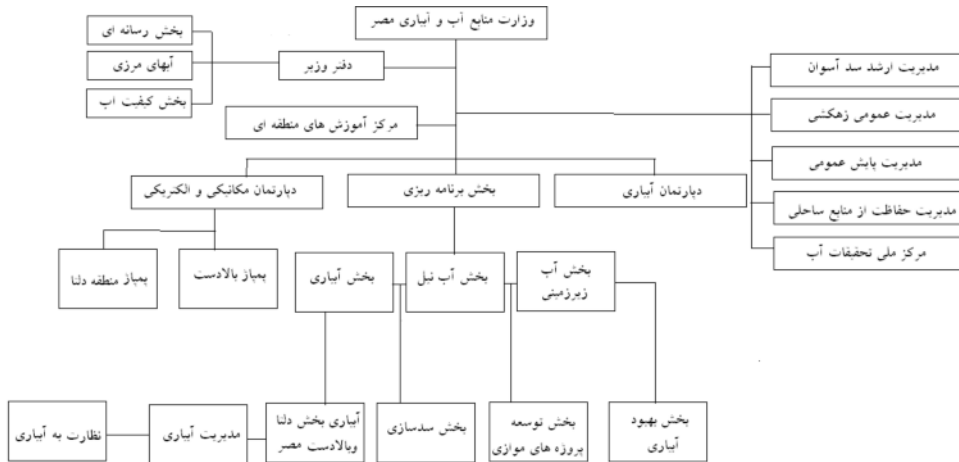 وزارت منابع آب و آبیاری مصر
بخش رسانه ای
دفتر وزیر
آبهای مرزی
بخش کیفیت اب
مدیریت ارشد سد آسوان
مدیریت عمومی زهکشی
مرکز آموزش های منطقه ای
مدیریت پایش عمومی
دپارتمان آبیاری
بخش برنامه ریزی
دپارتمان مکانیکی و الکتریکی
مدیریت حفاظت از منابع ساحلی
مرکز ملی تحقیقات آب
بخش آب
زیرزمینی
بخش آب نیل
بخش آبیاری
پمپاژ بالادست
پمپاژ منطقه دلتا
بخش بهبود
آبیاری
بخش توسعه
پروژه های موازی
بخش سدسازی
آبیاری بخش دلتا
وبالادست مصر
مدیریت آبیاری
نظارت به آبیاری